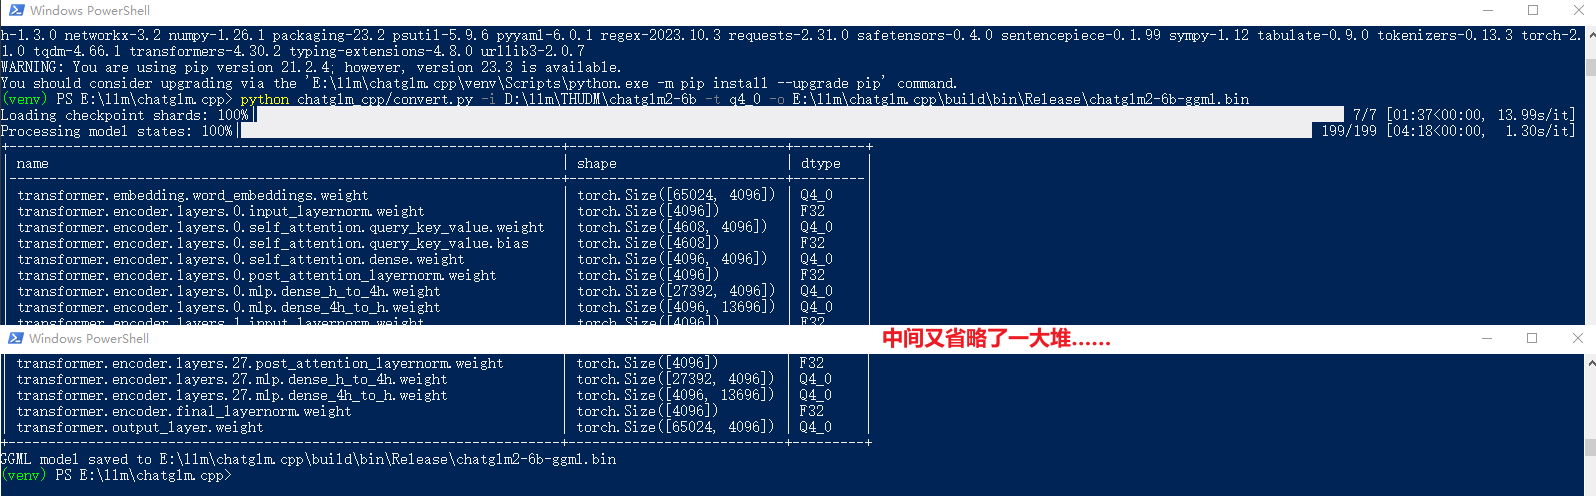 Windows PowerShell
h-1.3.0 networkx-3.2 numpy-1.26.1 packaging-23.2 psutil-5.9.6 pyyaml-6.0.1 regex-2023.10.3 requests-2.31.0 safetensors-0.4.0 sentencepiece-0.1.99 sympy-1.12 tabulate-0.9.0 tokenizers-0.13.3 torch-2.
1.0 tqdm-4.66.1 transformers-4.30.2 typing-extensions-4.8.0 urllib3-2.0.7
WARNING: You are using pip version 21.2.4; however, version 23.3 is available.
You should consider upgrading via the 'E:\llm\chatglm.cpp\venv\Scripts\python.exe -m pip install --upgrade pip' command.
(venv) PS E:\llm\chatglm.cpp> python chatglm_cpp/convert.py -i D:\llm\THUDM\chatglm2-6b -t q4_0 -o E:\llm\chatglm.cpp\build\bin\Release\chatglm2-6b-ggml.bin
Loading checkpoint shards: 100%| 7/7 [01:37<00:00, 13.99s/it]
Processing model states: 100%| 199/199 [04:18<00:00, 1.30s/it]
name shape dtype
transformer.embedding.word_embeddings.weight torch.Size([65024, 4096]) Q4_0
transformer.encoder.layers.0.input_layernorm.weight torch.Size([4096]) F32
transformer.encoder.layers.0.self_attention.query_key_value.weight torch.Size([4608, 4096]) Q4_0
transformer.encoder.layers.0.self_attention.query_key_value.bias torch.Size([4608]) F32
transformer.encoder.layers.0.self_attention.dense.weight torch.Size([4096, 4096]) Q4_0
transformer.encoder.layers.0.post_attention_layernorm.weight torch.Size([4096]) F32
transformer.encoder.layers.0.mlp.dense_h_to_4h.weight torch.Size([27392, 4096]) Q4_0
transformer.encoder.layers.0.mlp.dense_4h_to_h.weight torch.Size([4096, 13696]) Q4_0
transformer.encoder.layers.1.input_layernorm.weight torch.Size([4096]) F32
Windows PowerShell 中间又省略了一大堆......
transformer.encoder.layers.27.post_attention_layernorm.weight torch.Size([4096]) F32
transformer.encoder.layers.27.mlp.dense_h_to_4h.weight torch.Size([27392, 4096]) Q4_0
transformer.encoder.layers.27.mlp.dense_4h_to_h.weight torch.Size([4096, 13696]) Q4_0
transformer.encoder.final_layernorm.weight torch.Size([4096]) F32
transformer.output_layer.weight torch.Size([65024, 4096]) Q4_0
GGML model saved to E:\llm\chatglm.cpp\build\bin\Release\chatglm2-6b-ggml.bin
(venv) PS E:\llm\chatglm.cpp>